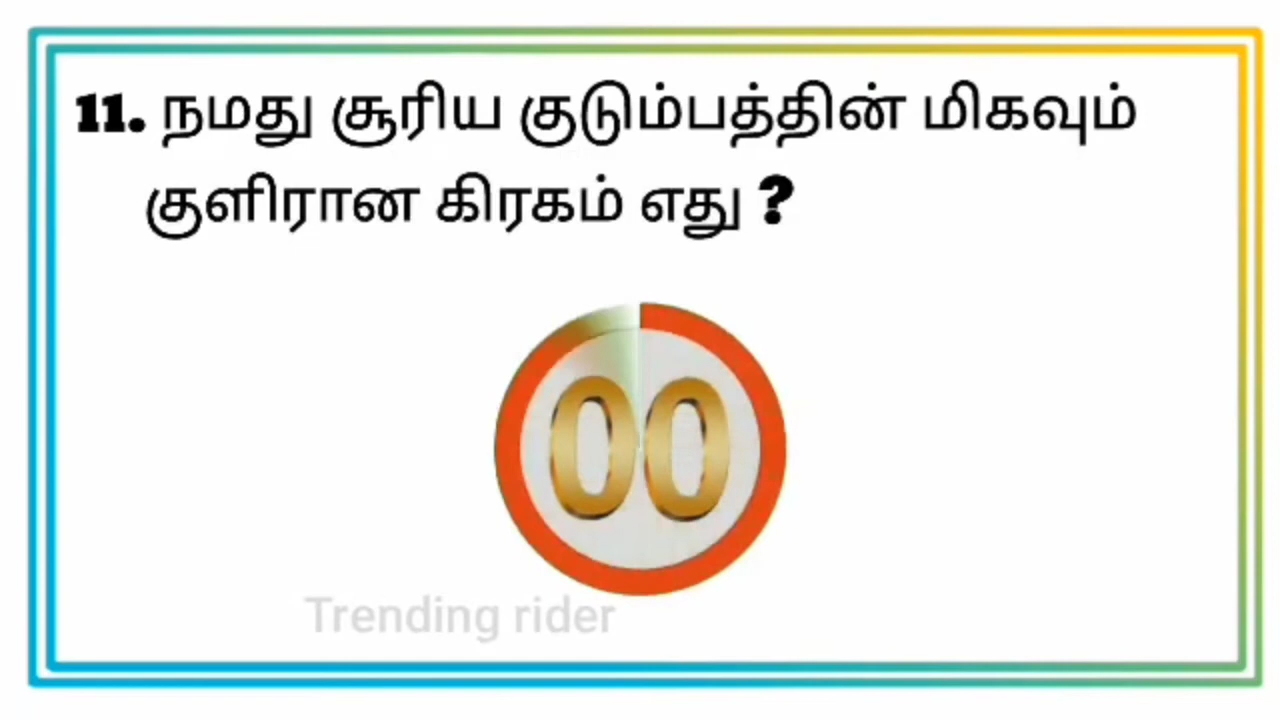 11. நமது சூரிய குடும்பத்தின் மிகவும்
குளிரான கிரகம் எது ?
00
Trending rider